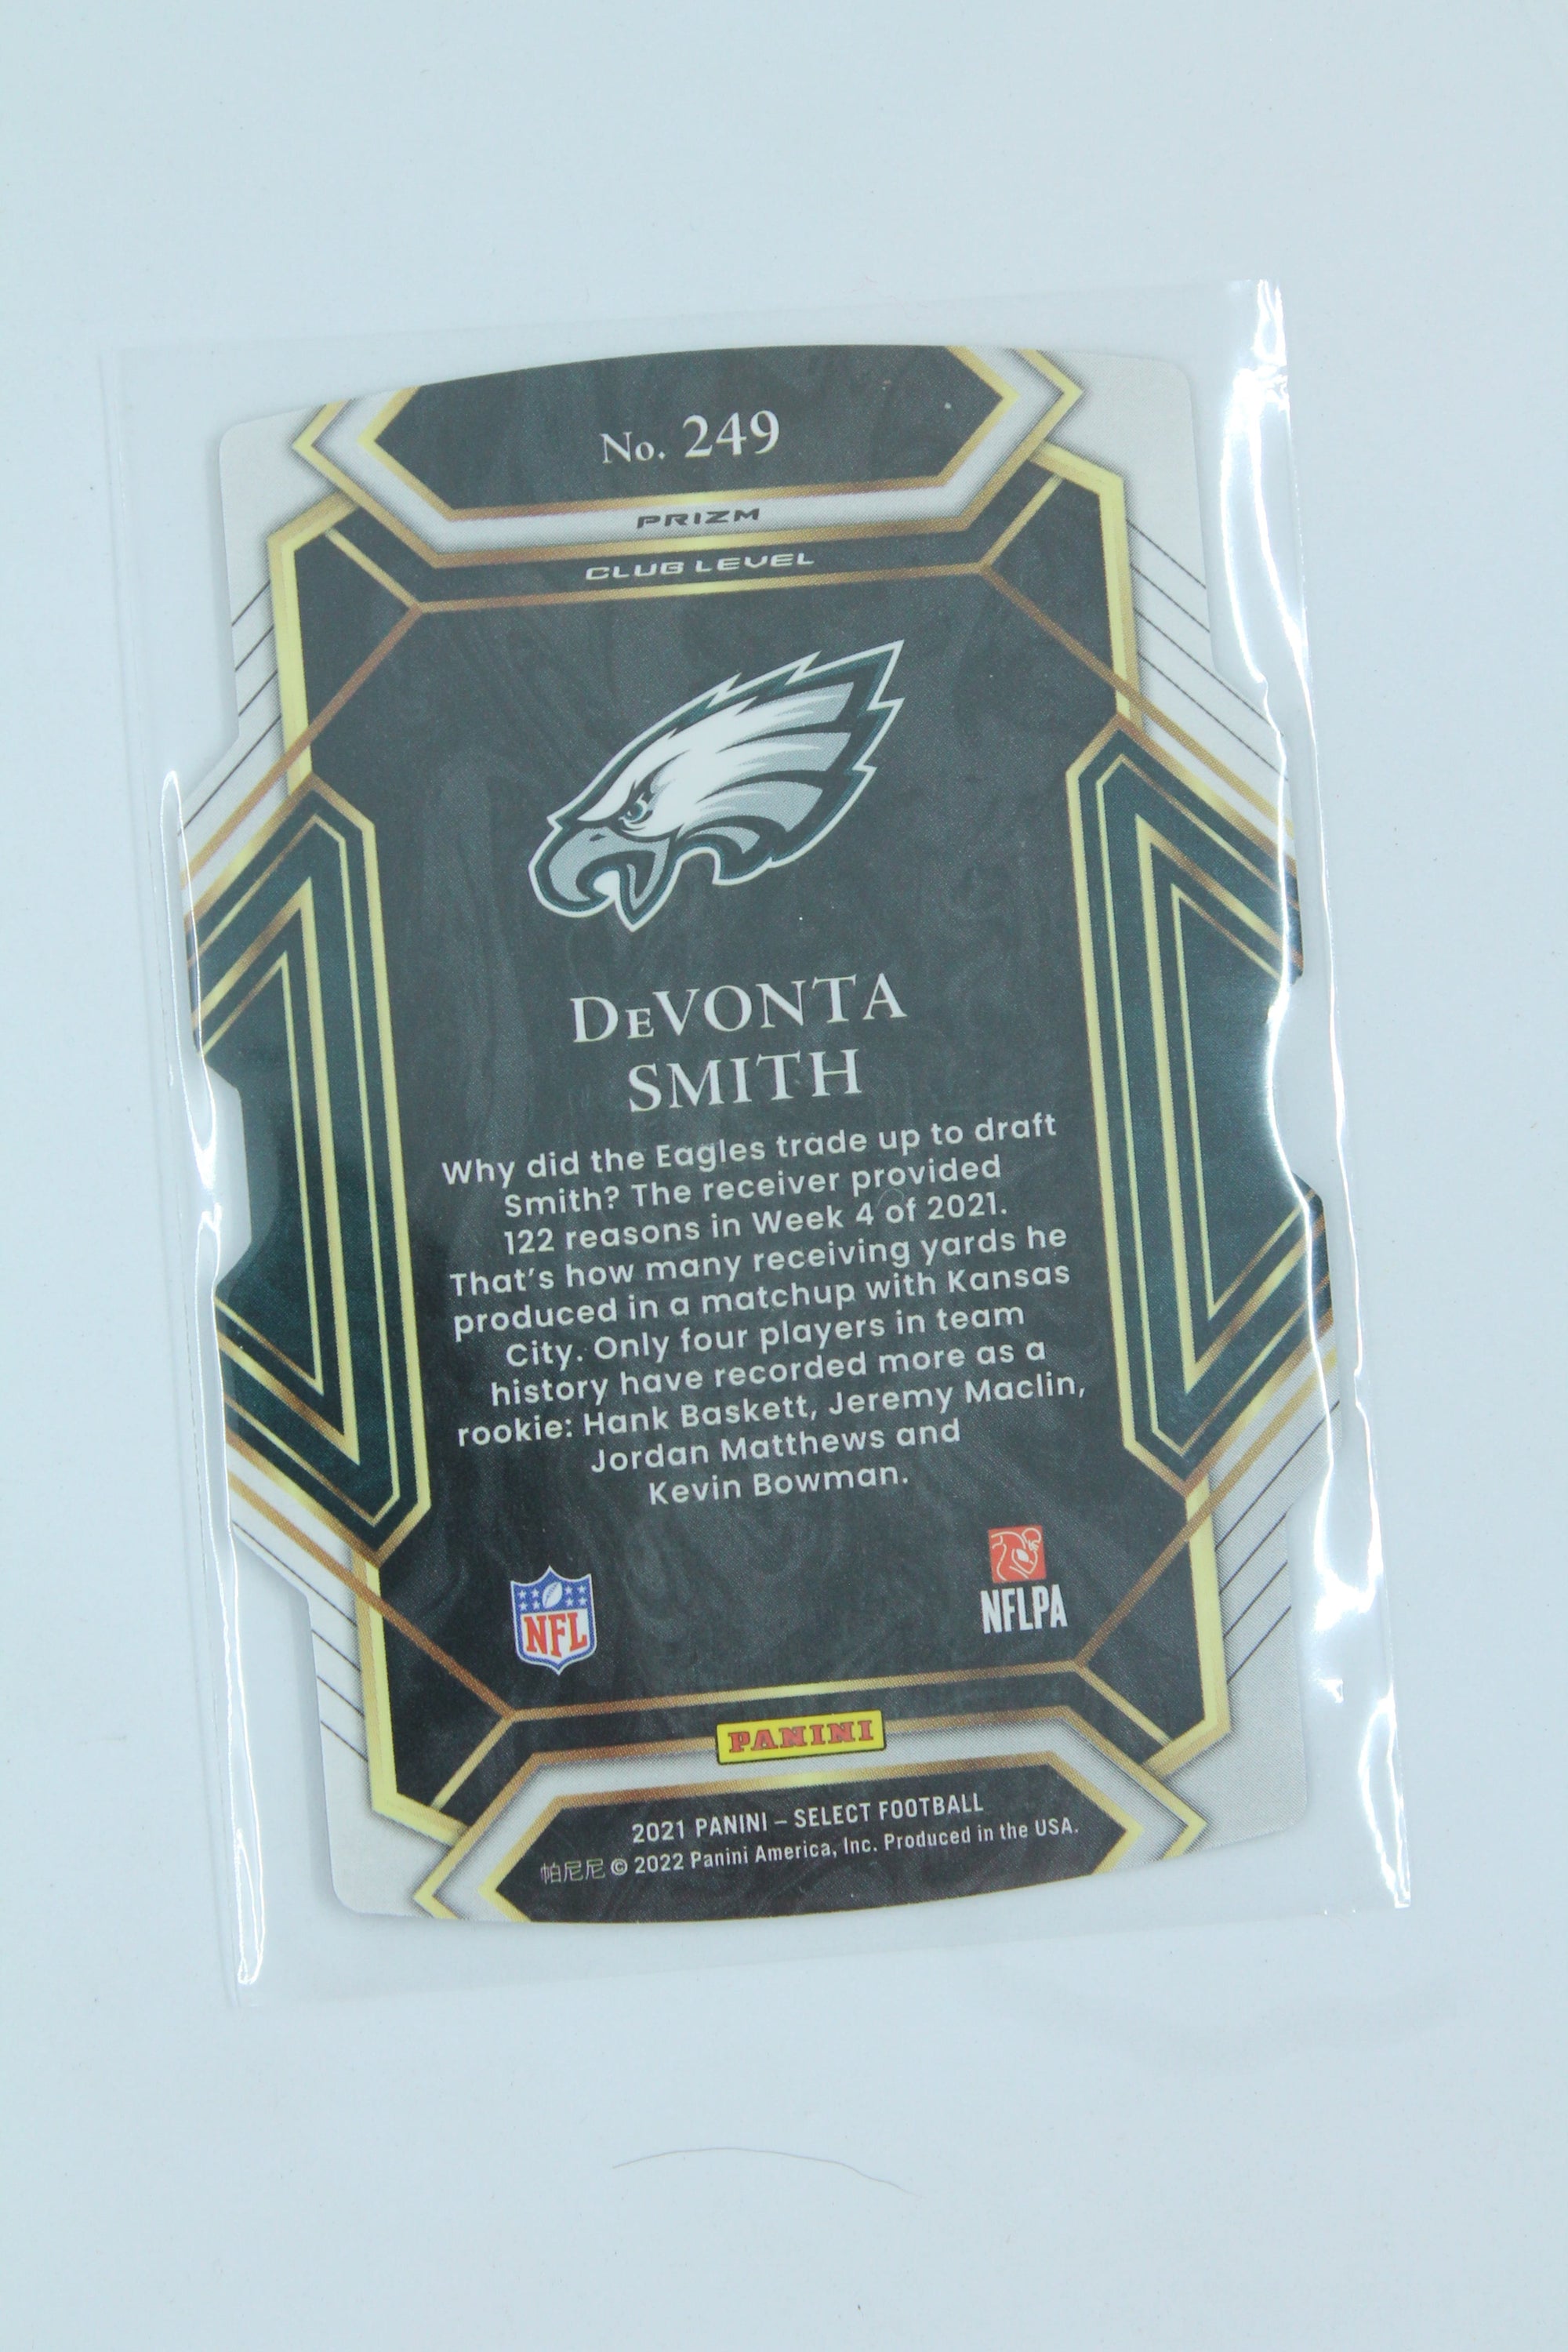 No. 249
PRIZM
CLUB LEVEL
DeVONTA
SMITH
Why did the Eagles trade up to draft
Smith? The receiver provided
122 reasons in Week 4 of 2021.
That's how many receiving yards he
produced in a matchup with Kansas
City. Only four players in team
history have recorded more as a
rookie: Hank Baskett, Jeremy Maclin,
Jordan Matthews and
Kevin Bowman.
NFL
NFLPA
PANINI
2021 PANINI – SELECT FOOTBALL
帕尼尼 © 2022 Panini America, Inc. Produced in the USA.